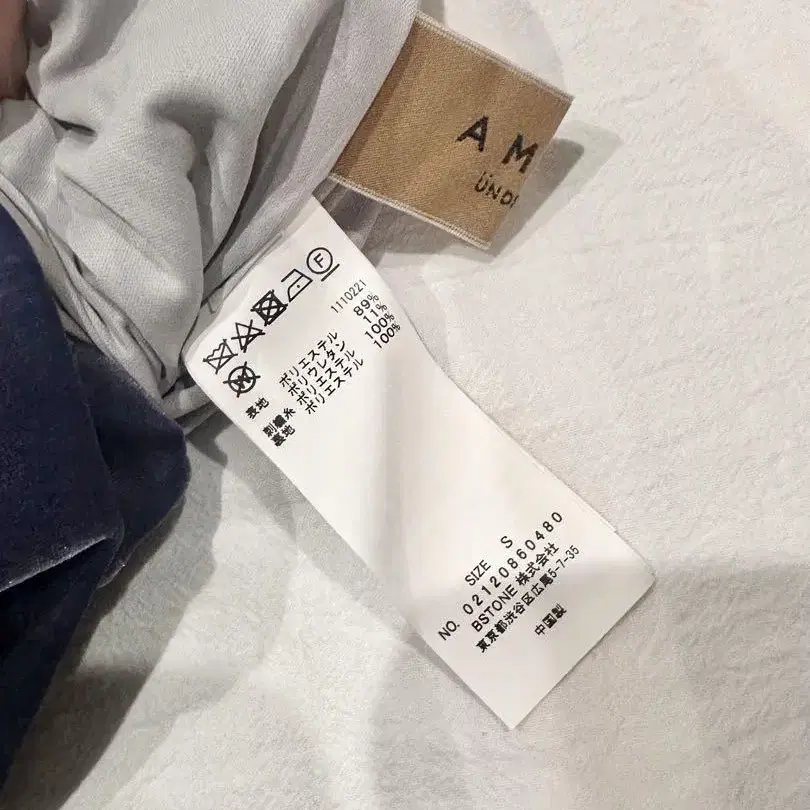 A M
ÜND
F
1110221
表地 ポリエステル 89%
ポリウレタン 11%
刺繍糸 ポリエステル 100%
裏地 ポリエステル 100%
SIZE S
NO. 02120860480
BSTONE 株式会社
東京都渋谷区広尾5-7-35
中国製